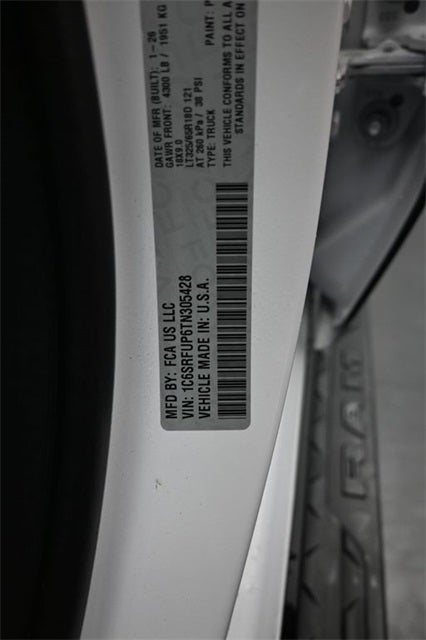 MFD BY: FCA US LLC
VIN: 1C6SRFUP6TN305428
VEHICLE MADE IN: U.S.A.
DATE OF MFR (BUILT): 1-26
GAWR FRONT: 4300 LB / 1951 KG
18X9.0
LT325/65R18D 121
AT 260 kPa / 38 PSI
TYPE: TRUCK
PAINT:
THIS VEHICLE CONFORMS TO ALL A
STANDARDS IN EFFECT ON
RAM